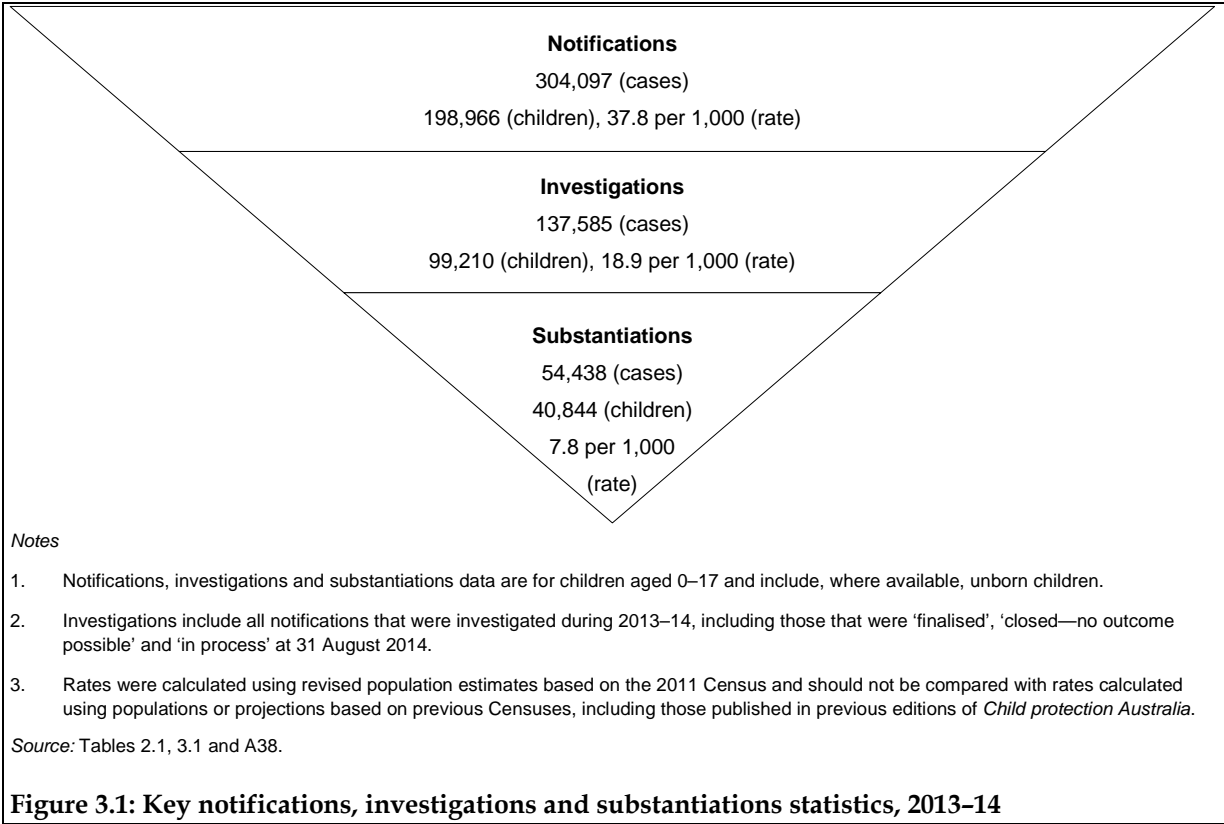 Notifications
304,097 (cases)
198,966 (children), 37.8 per 1,000 (rate)
Investigations
137,585 (cases)
99,210 (children), 18.9 per 1,000 (rate)
Substantiations
54,438 (cases)
40,844 (children)
7.8 per 1,000
(rate)
Notes
1. Notifications, investigations and substantiations data are for children aged 0–17 and include, where available, unborn children.
2. Investigations include all notifications that were investigated during 2013–14, including those that were ‘finalised’, ‘closed—no outcome
possible’ and ‘in process’ at 31 August 2014.
3. Rates were calculated using revised population estimates based on the 2011 Census and should not be compared with rates calculated
using populations or projections based on previous Censuses, including those published in previous editions of Child protection Australia.
Source: Tables 2.1, 3.1 and A38.
Figure 3.1: Key notifications, investigations and substantiations statistics, 2013–14